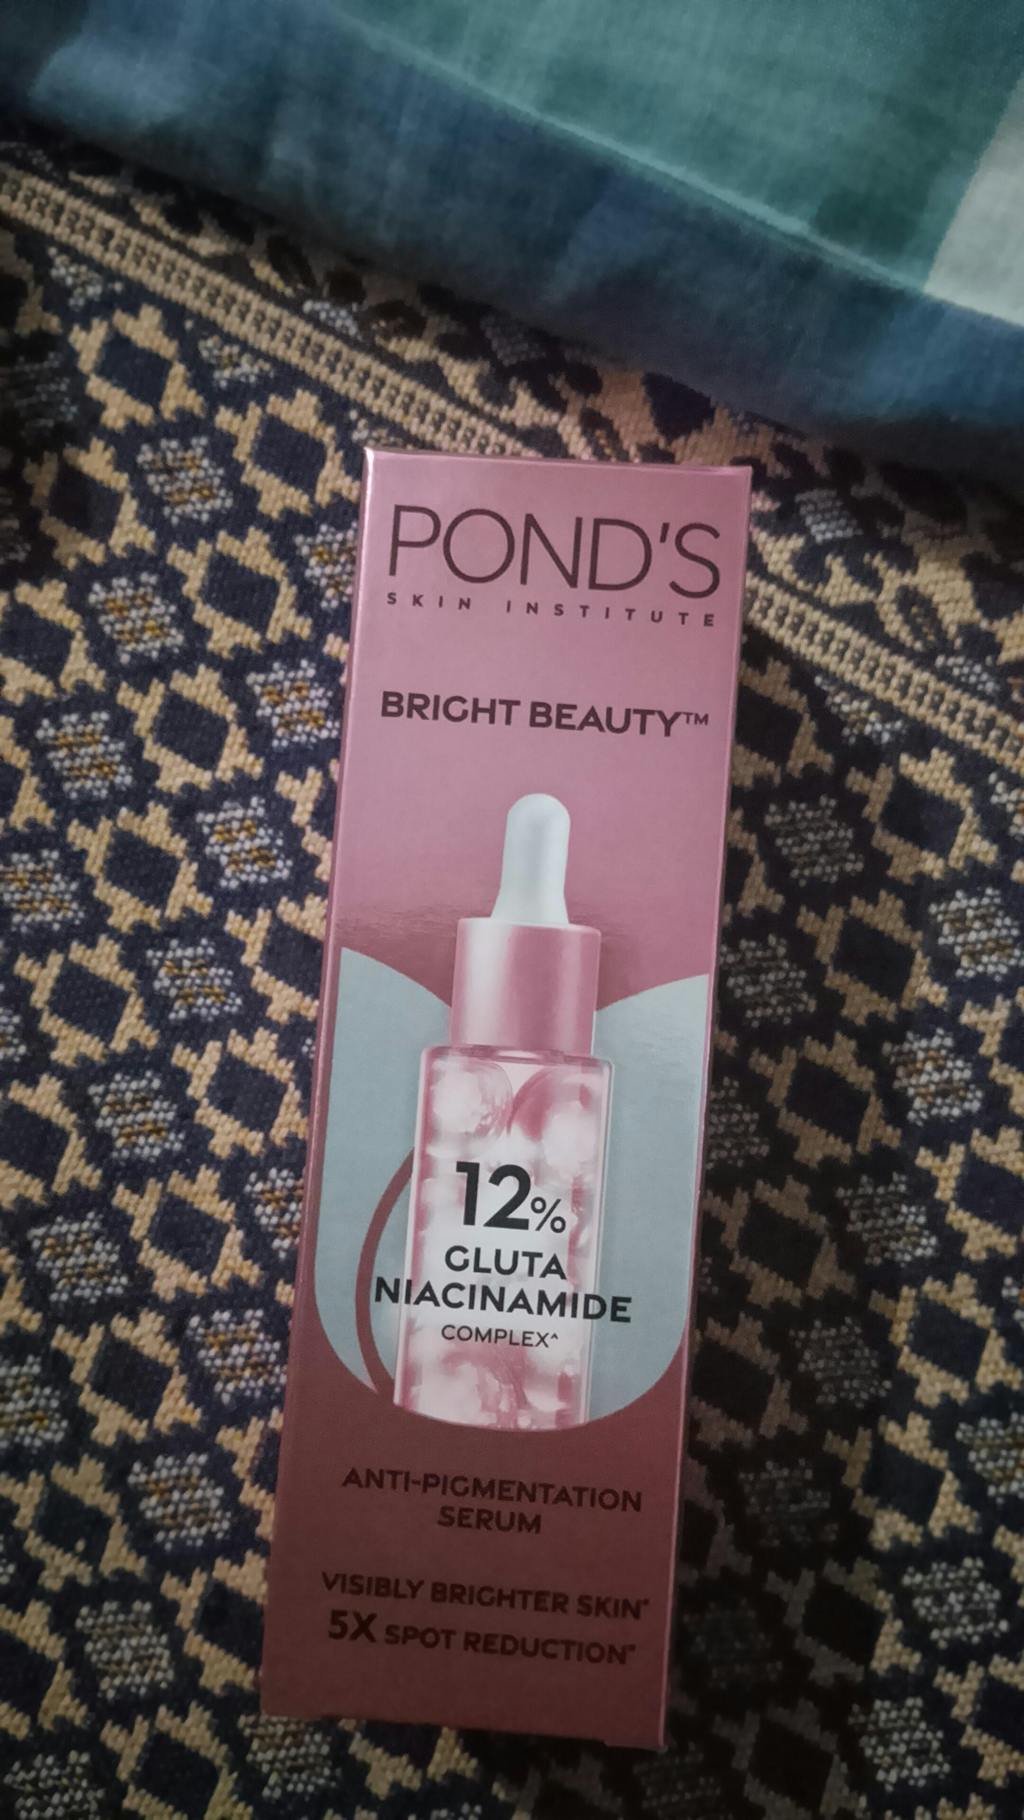 POND'S
SKIN INSTITUTE
BRIGHT BEAUTY™
12%
GLUTA
NIACINAMIDE
COMPLEX^
ANTI-PIGMENTATION
SERUM
VISIBLY BRIGHTER SKIN*
5X SPOT REDUCTION*